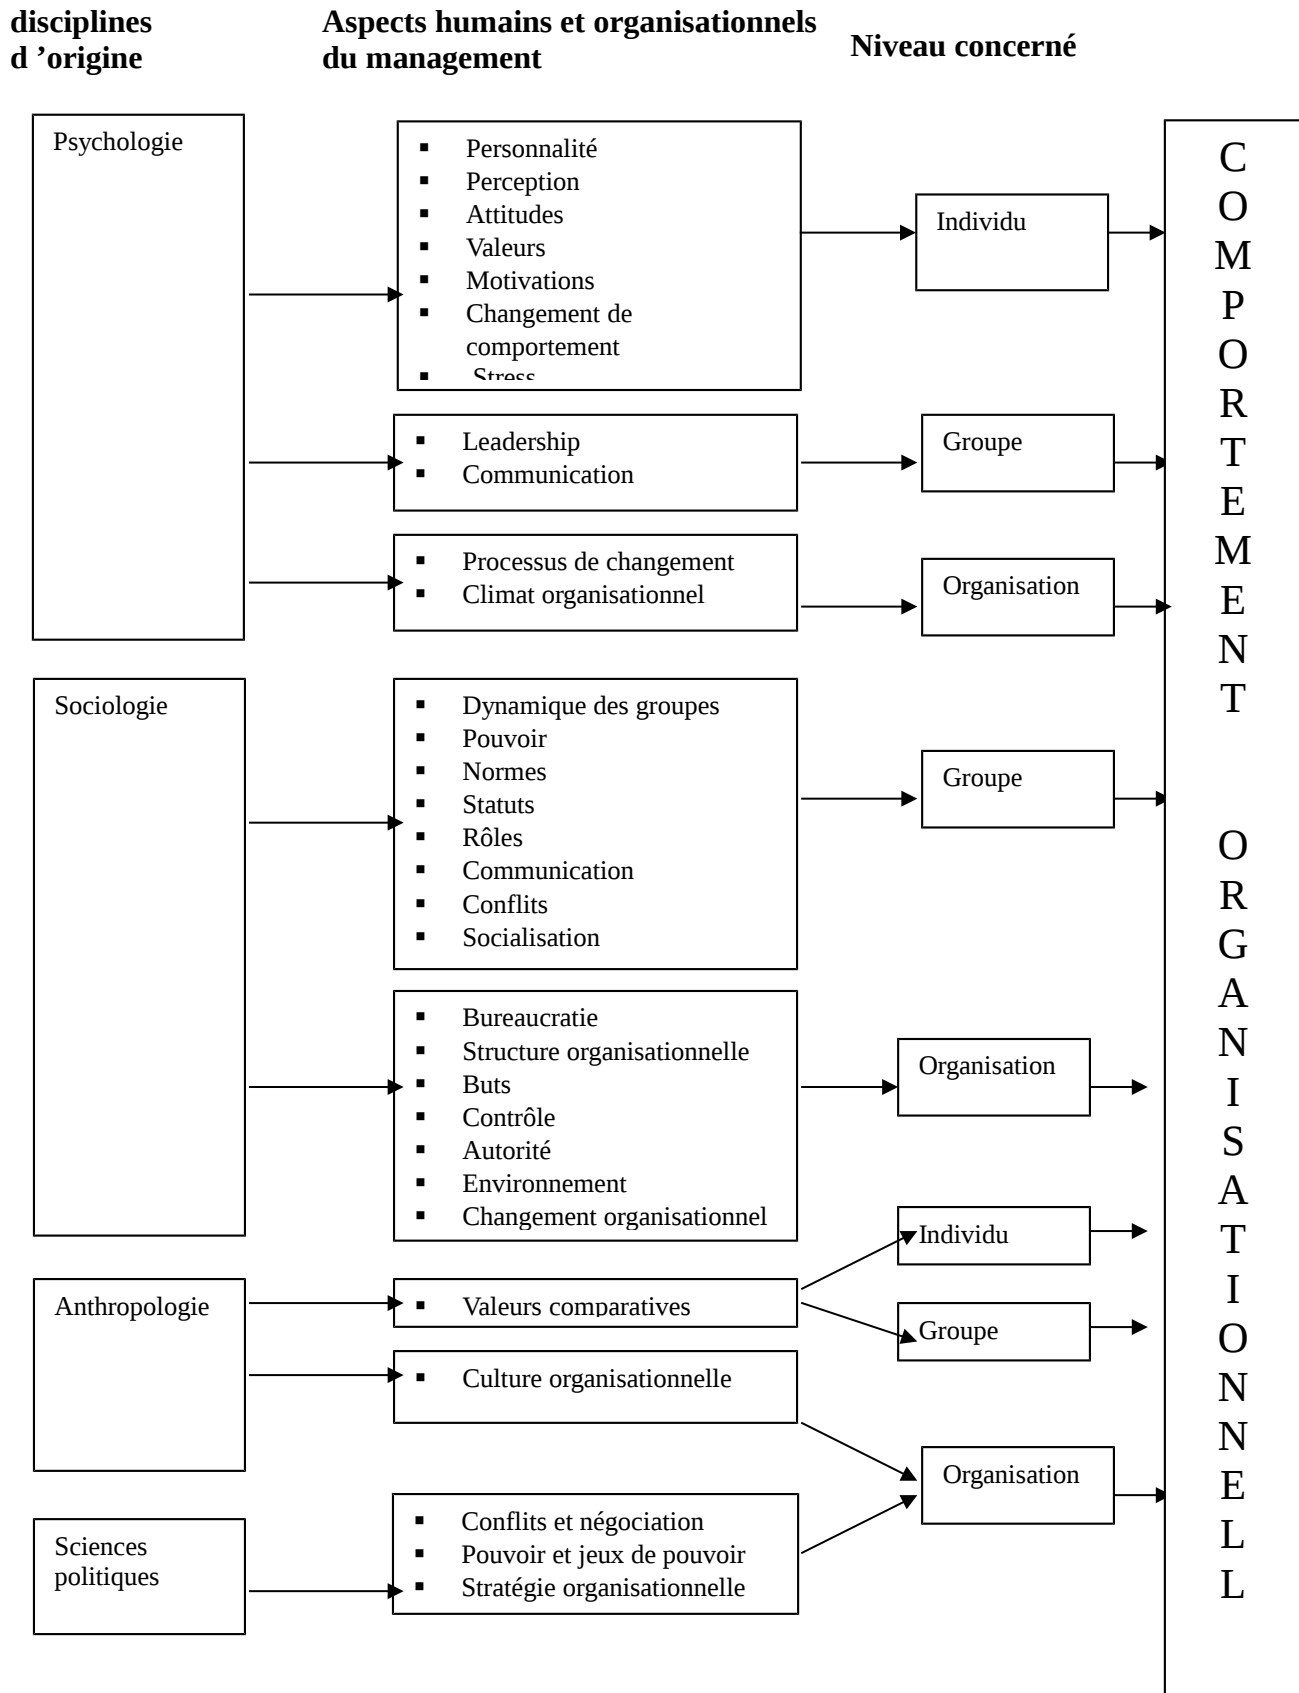 disciplines
d ’origine
Aspects humains et organisationnels
du management
Niveau concerné
Psychologie
▪ Personnalité
▪ Perception
▪ Attitudes
▪ Valeurs
▪ Motivations
▪ Changement de
comportement
▪ Stress
Individu
▪ Leadership
▪ Communication
Groupe
▪ Processus de changement
▪ Climat organisationnel
Organisation
Sociologie
▪ Dynamique des groupes
▪ Pouvoir
▪ Normes
▪ Statuts
▪ Rôles
▪ Communication
▪ Conflits
▪ Socialisation
Groupe
▪ Bureaucratie
▪ Structure organisationnelle
▪ Buts
▪ Contrôle
▪ Autorité
▪ Environnement
▪ Changement organisationnel
Organisation
Anthropologie
▪ Valeurs comparatives
Individu
Groupe
▪ Culture organisationnelle
Organisation
Sciences
politiques
▪ Conflits et négociation
▪ Pouvoir et jeux de pouvoir
▪ Stratégie organisationnelle
C
O
M
P
O
R
T
E
M
E
N
T
O
R
G
A
N
I
S
A
T
I
O
N
N
E
L
L